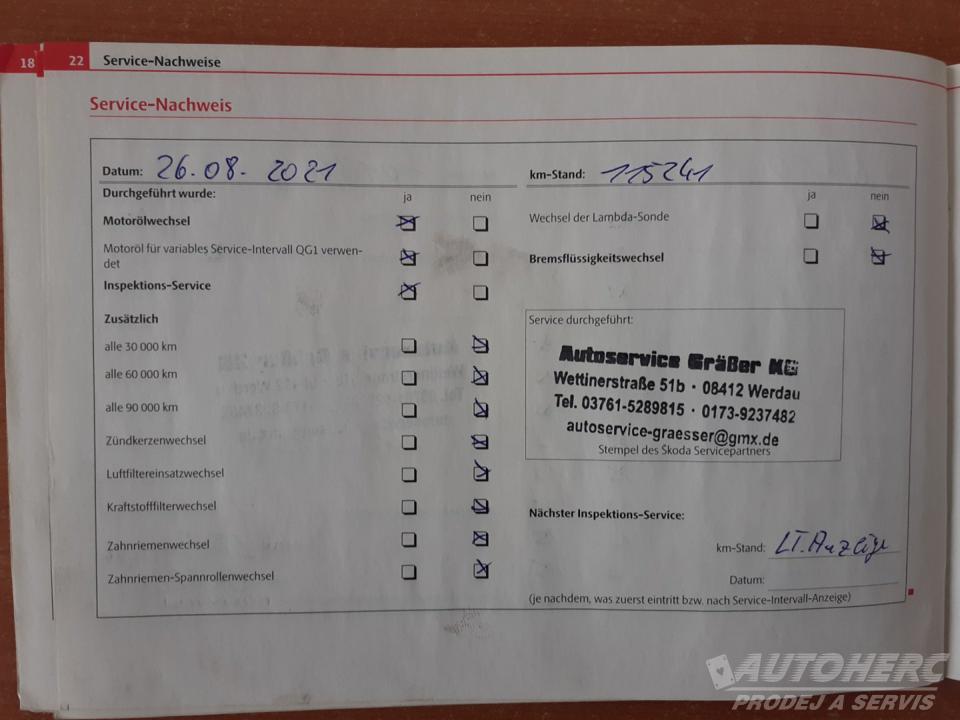 18
22 Service-Nachweise
Service-Nachweis
Datum: 26.08.2021
Durchgeführt wurde: ja nein
Motorölwechsel
Motoröl für variables Service-Intervall QG1 verwen-
det
Inspektions-Service
Zusätzlich
alle 30 000 km
alle 60 000 km
alle 90 000 km
Zündkerzenwechsel
Luftfiltereinsatzwechsel
Kraftstofffilterwechsel
Zahnriemenwechsel
Zahnriemen-Spannrollenwechsel
km-Stand: 115241
ja nein
Wechsel der Lambda-Sonde
Bremsflüssigkeitswechsel
Service durchgeführt:
Autoservice Gräßer KG
Wettinerstraße 51b · 08412 Werdau
Tel. 03761-5289815 · 0173-9237482
autoservice-graesser@gmx.de
Stempel des Škoda Servicepartners
Nächster Inspektions-Service:
km-Stand: LT. Anzeige
Datum:
(je nachdem, was zuerst eintritt bzw. nach Service-Intervall-Anzeige)
AUTOHERC
PRODEJ A SERVIS